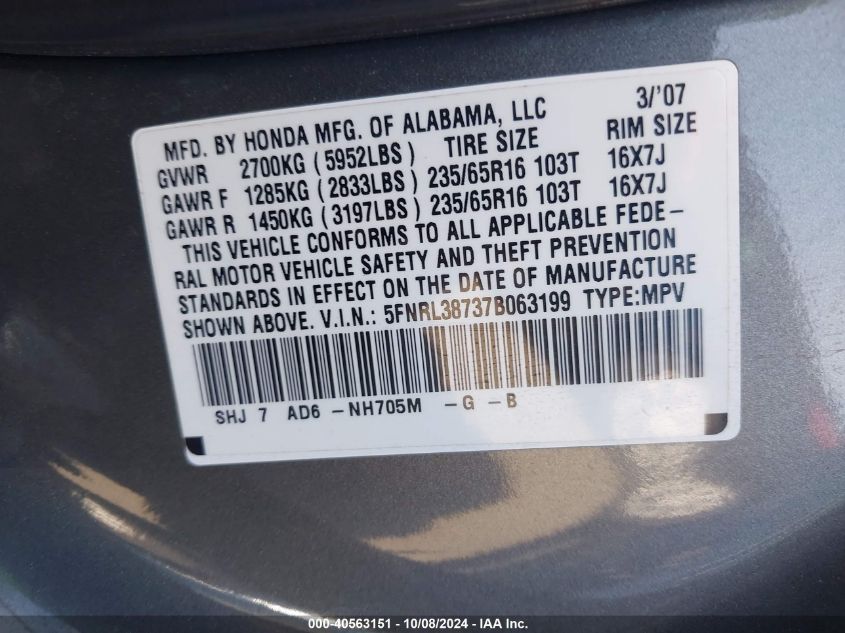 MFD. BY HONDA MFG. OF ALABAMA, LLC 3/'07
GVWR 2700KG (5952LBS) TIRE SIZE RIM SIZE
GAWR F 1285KG (2833LBS) 235/65R16 103T 16X7J
GAWR R 1450KG (3197LBS) 235/65R16 103T 16X7J
THIS VEHICLE CONFORMS TO ALL APPLICABLE FEDE-
RAL MOTOR VEHICLE SAFETY AND THEFT PREVENTION
STANDARDS IN EFFECT ON THE DATE OF MANUFACTURE
SHOWN ABOVE. V.I.N.: 5FNRL38737B063199 TYPE:MPV
SHJ 7 AD6 -NH705M -G -B
000-40563151 - 10/08/2024 - IAA Inc.